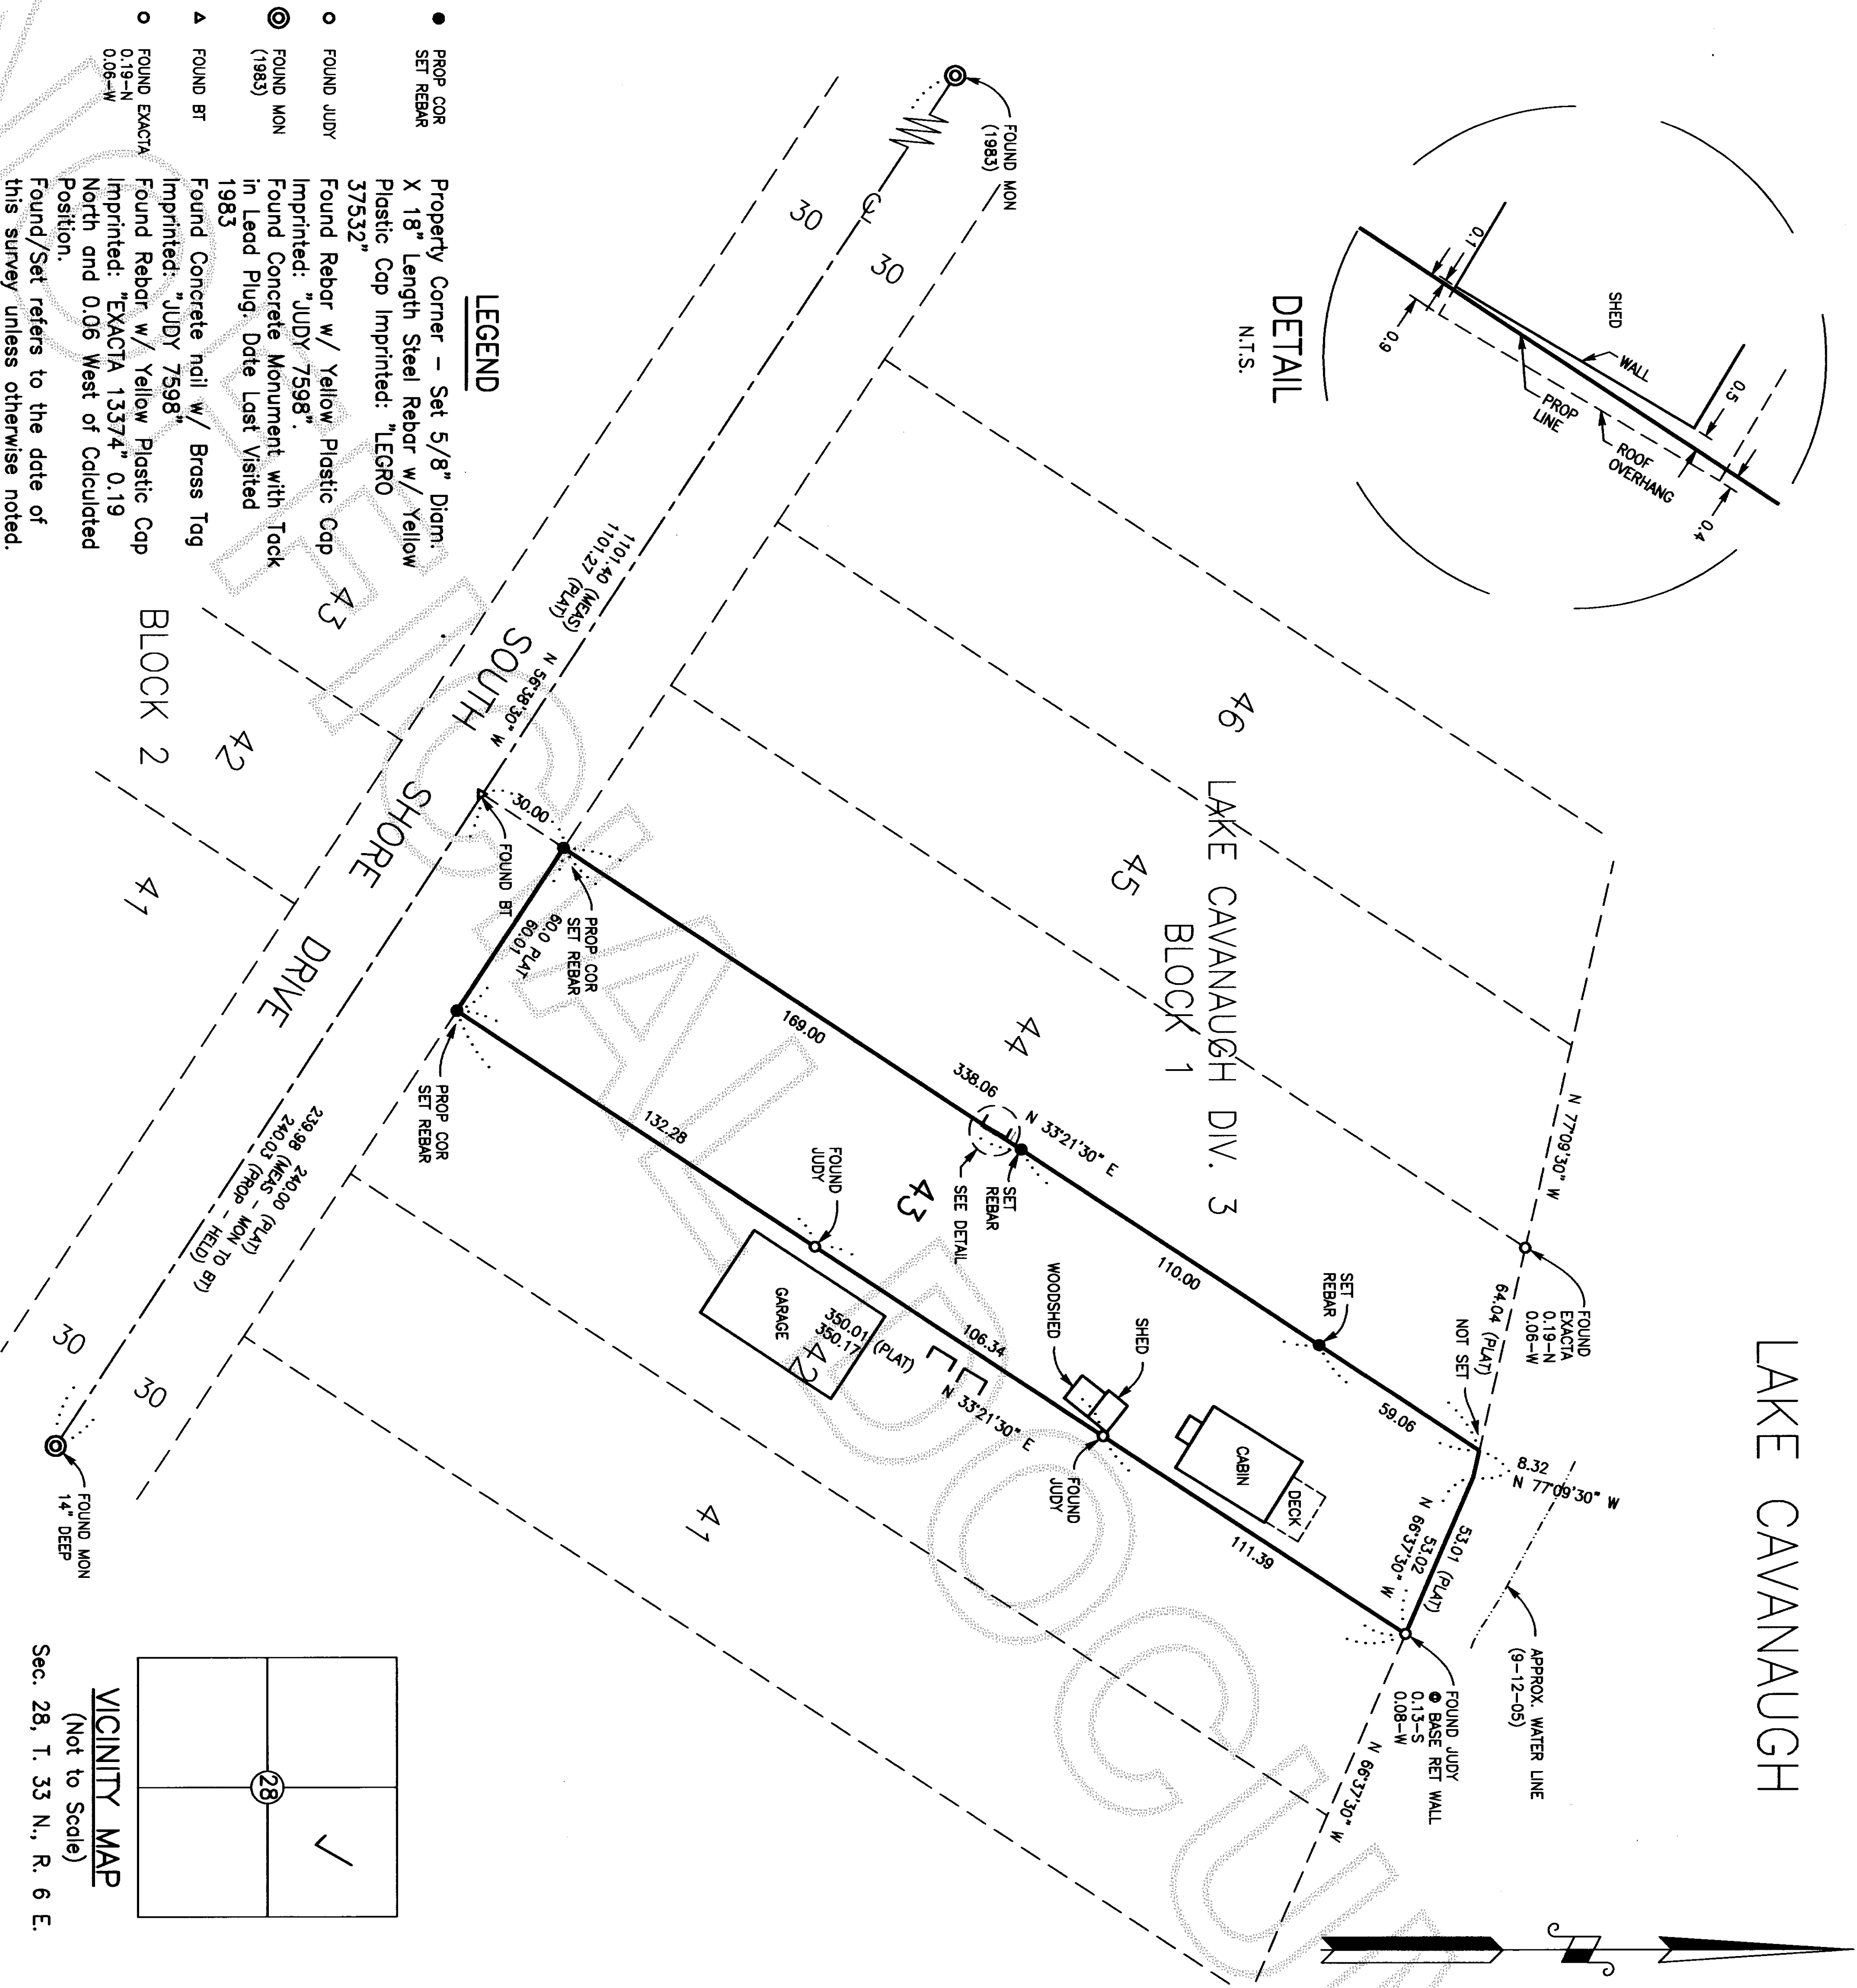 LAKE CAVANAUGH
DETAIL
N.T.S.
SHED
WALL
PROP
LINE
ROOF
OVERHANG
0.1
0.9
0.5
0.4
FOUND MON
(1983)
30
30
℄
1101.40 (MEAS)
1101.27 (PLAT)
N 56°38'30" W
SOUTH SHORE DRIVE
46
LAKE CAVANAUGH DIV. 3
BLOCK 1
45
44
43
42
41
N 77°09'30" W
FOUND
EXACTA
0.19-N
0.06-W
64.04 (PLAT)
NOT SET
8.32
N 77°09'30" W
53.01 (PLAT)
53.02
N 66°37'30" W
APPROX. WATER LINE
(9-12-05)
FOUND JUDY
@ BASE RET WALL
0.13-S
0.08-W
N 66°37'30" W
SET
REBAR
59.06
110.00
N 33°21'30" E
338.06
169.00
SET
REBAR
SEE DETAIL
CABIN
DECK
SHED
WOODSHED
FOUND
JUDY
111.39
106.34
350.01 (PLAT)
350.17
N 33°21'30" E
GARAGE
FOUND
JUDY
132.28
PROP COR
SET REBAR
60.0 PLAT
60.01
30.00
FOUND BT
PROP COR
SET REBAR
240.00 (PLAT)
239.98 (MEAS - MON TO BT)
240.03 (PROP - HELD)
30
30
FOUND MON
14" DEEP
43
42
41
BLOCK 2
LEGEND
PROP COR
SET REBAR
Property Corner - Set 5/8" Diam.
X 18" Length Steel Rebar w/ Yellow
Plastic Cap Imprinted: "LEGRO
37532"
FOUND JUDY
Found Rebar w/ Yellow Plastic Cap
Imprinted: "JUDY 7598".
FOUND MON
(1983)
Found Concrete Monument with Tack
in Lead Plug, Date Last Visited
1983
FOUND BT
Found Concrete nail w/ Brass Tag
Imprinted: "JUDY 7598"
FOUND EXACTA
0.19-N
0.06-W
Found Rebar w/ Yellow Plastic Cap
Imprinted: "EXACTA 13374" 0.19
North and 0.06 West of Calculated
Position.
Found/Set refers to the date of
this survey unless otherwise noted.
28
VICINITY MAP
(Not to Scale)
Sec. 28, T. 33 N., R. 6 E.